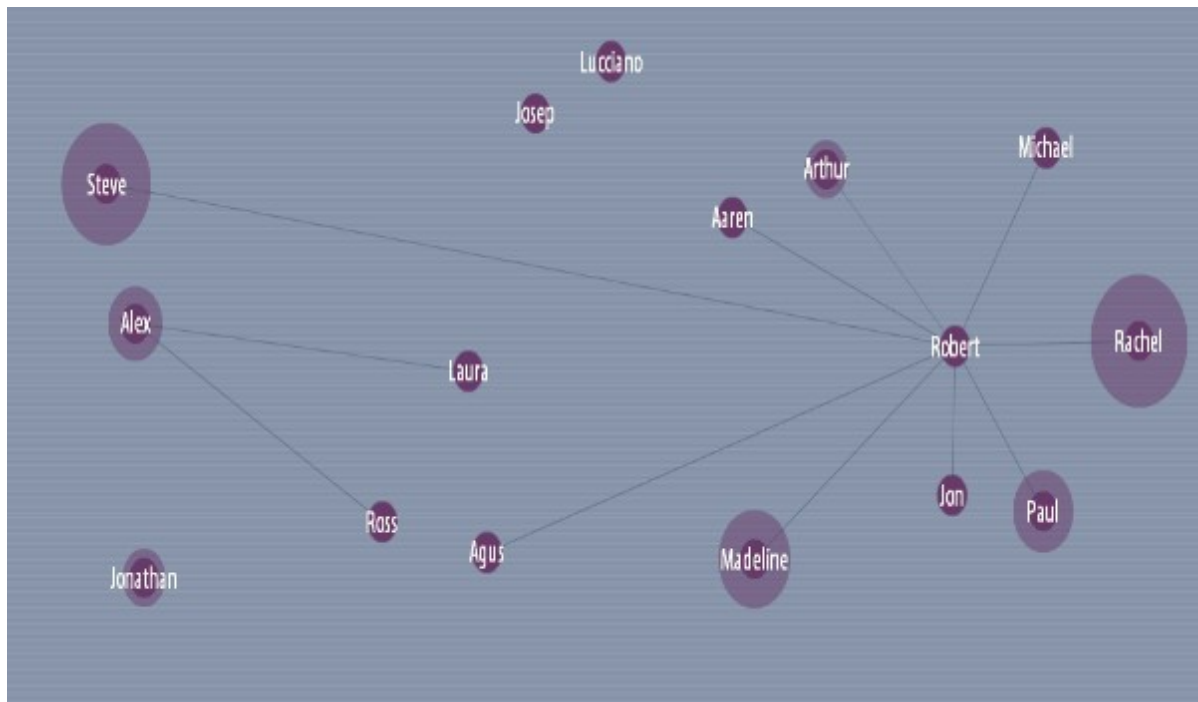 Lucciano
Josep
Michael
Arthur
Steve
Aaren
Alex
Rachel
Robert
Laura
Jon
Paul
Ross
Agus
Madeline
Jonathan